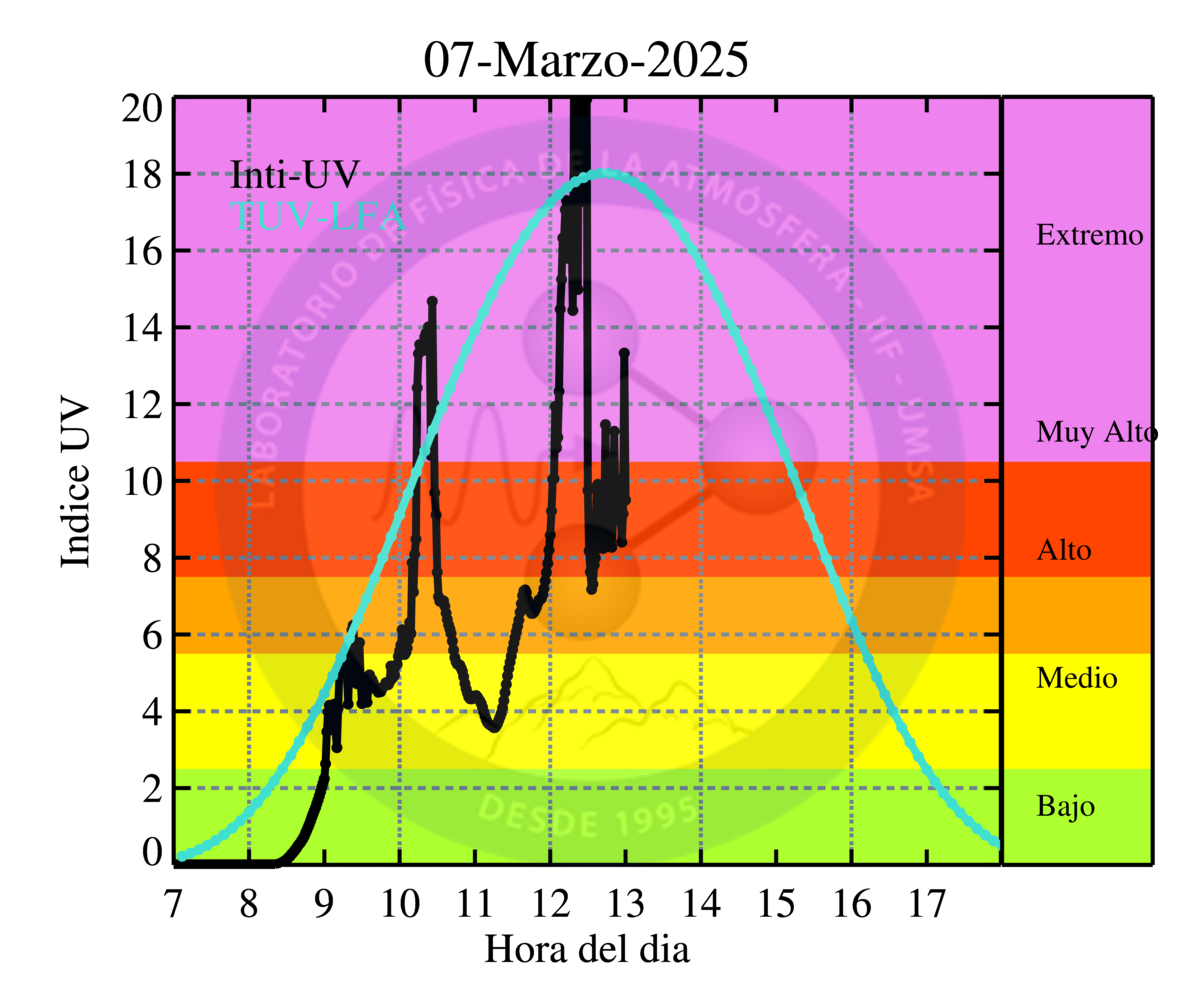 07-Marzo-2025
20
18
16
14
12
10
8
6
4
2
0
Indice UV
Inti-UV
TUV-LFA
LABORATORIO DE FÍSICA DE LA ATMÓSFERA - IIF - UMSA
DESDE 1995
Extremo
Muy Alto
Alto
Medio
Bajo
7 8 9 10 11 12 13 14 15 16 17
Hora del dia